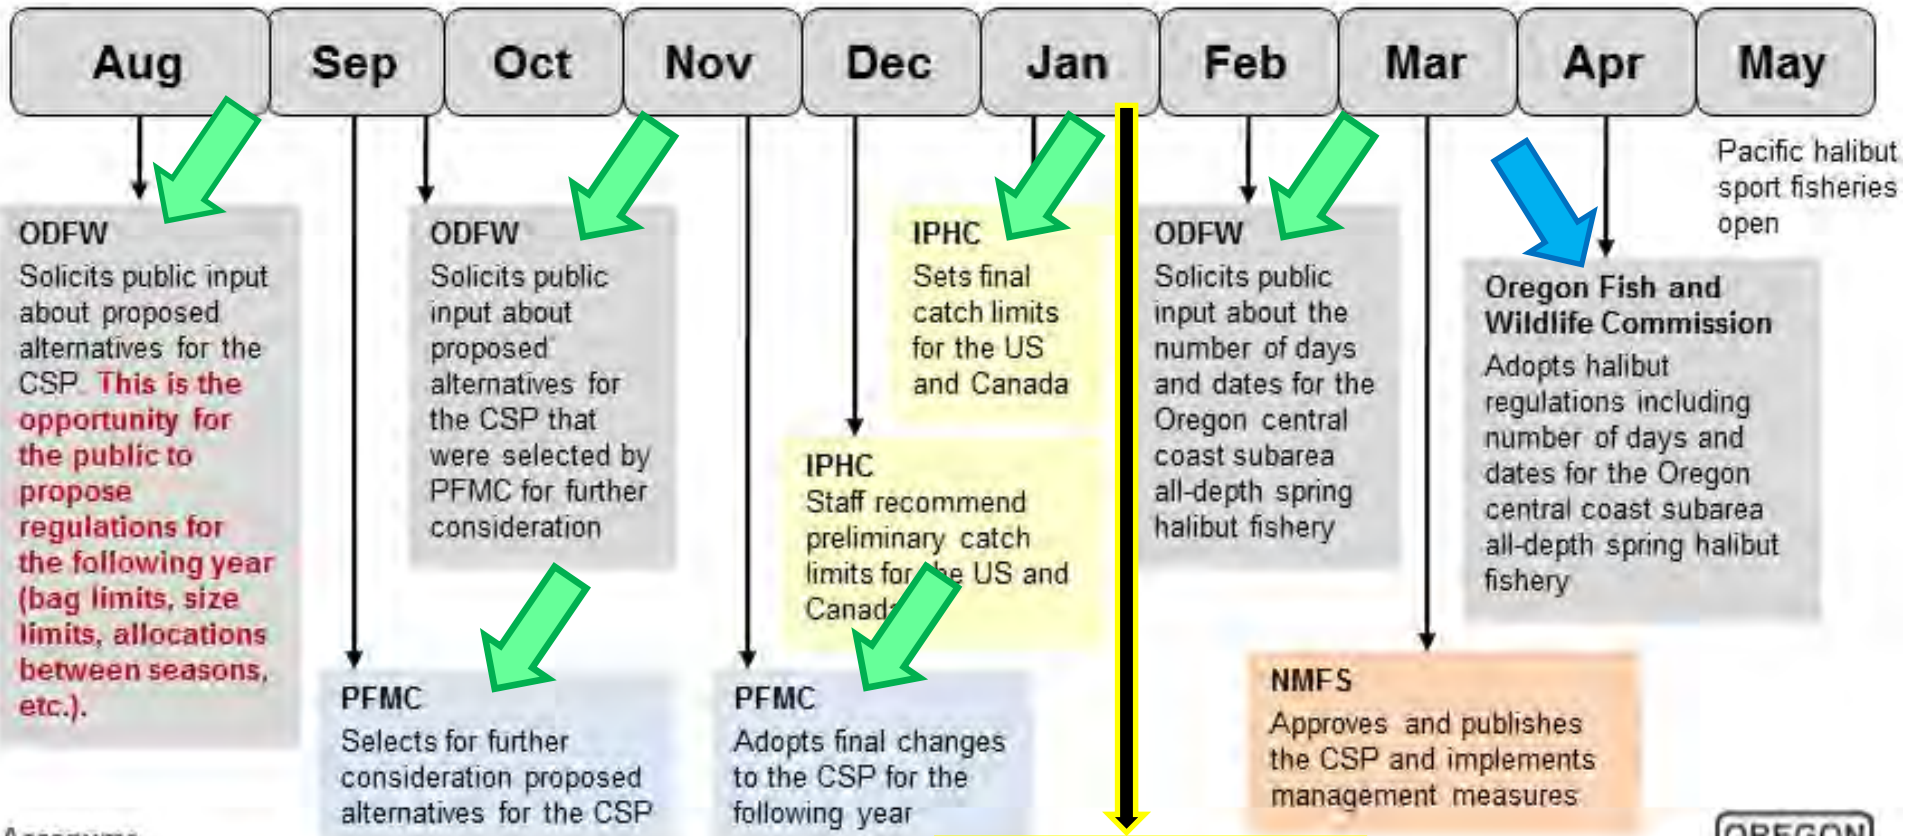 Aug Sep Oct Nov Dec Jan Feb Mar Apr May
Pacific halibut
sport fisheries
open
ODFW
Solicits public input
about proposed
alternatives for the
CSP. This is the
opportunity for
the public to
propose
regulations for
the following year
(bag limits, size
limits, allocations
between seasons,
etc.).
PFMC
Selects for further
consideration proposed
alternatives for the CSP
ODFW
Solicits public
input about
proposed
alternatives for
the CSP that
were selected by
PFMC for further
consideration
PFMC
Adopts final changes
to the CSP for the
following year
IPHC
Staff recommend
preliminary catch
limits for the US and
Canada
IPHC
Sets final
catch limits
for the US
and Canada
ODFW
Solicits public
input about the
number of days
and dates for the
Oregon central
coast subarea
all-depth spring
halibut fishery
NMFS
Approves and publishes
the CSP and implements
management measures
Oregon Fish and
Wildlife Commission
Adopts halibut
regulations including
number of days and
dates for the Oregon
central coast subarea
all-depth spring halibut
fishery
OREGON